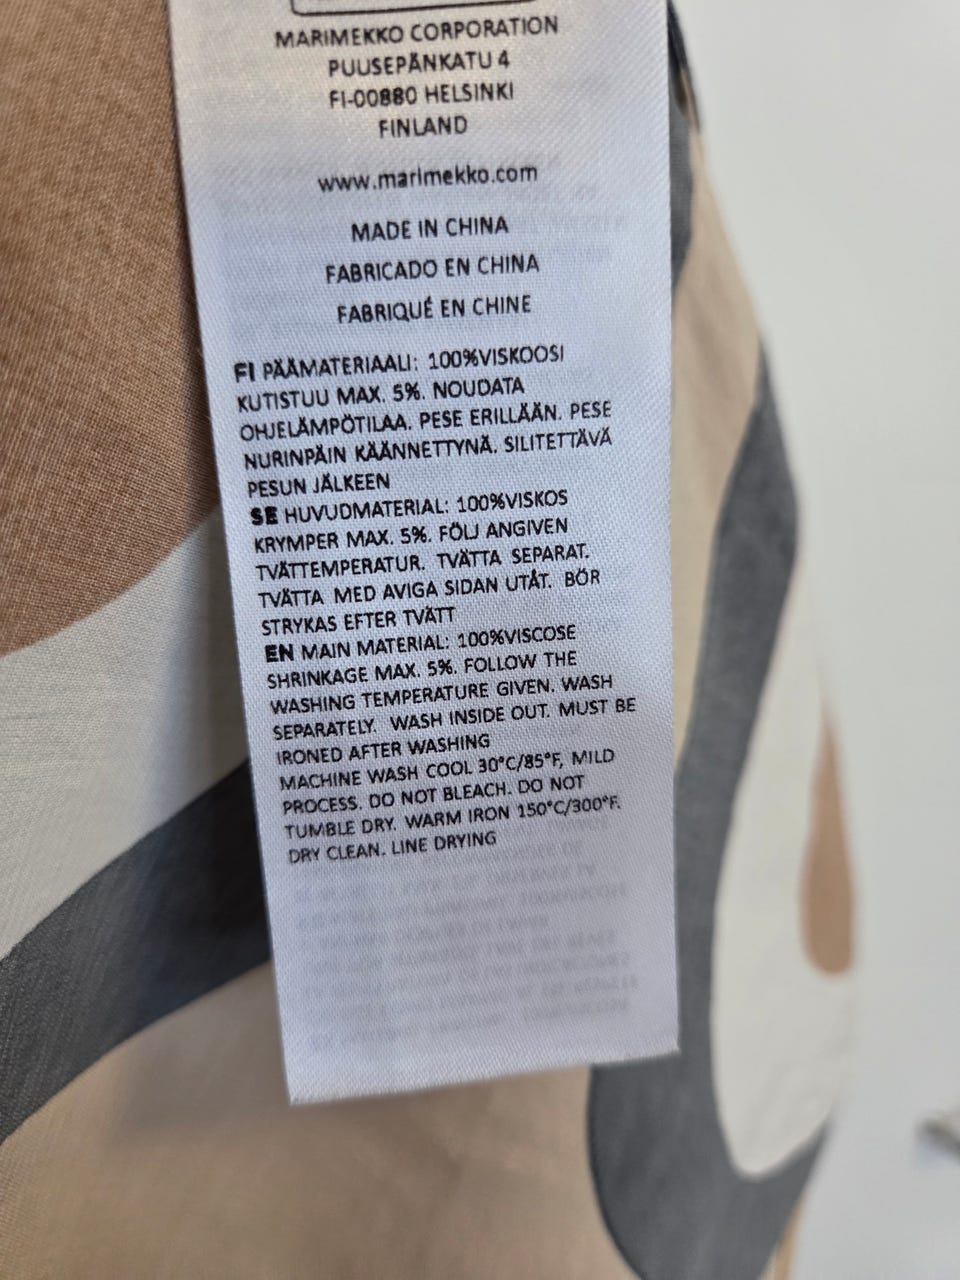 MARIMEKKO CORPORATION
PUUSEPÄNKATU 4
FI-00880 HELSINKI
FINLAND
www.marimekko.com
MADE IN CHINA
FABRICADO EN CHINA
FABRIQUÉ EN CHINE
FI PÄÄMATERIAALI: 100%VISKOOSI
KUTISTUU MAX. 5%. NOUDATA
OHJELÄMPÖTILAA. PESE ERILLÄÄN. PESE
NURINPÄIN KÄÄNNETTYNÄ. SILITETTÄVÄ
PESUN JÄLKEEN
SE HUVUDMATERIAL: 100%VISKOS
KRYMPER MAX. 5%. FÖLJ ANGIVEN
TVÄTTEMPERATUR. TVÄTTA SEPARAT.
TVÄTTA MED AVIGA SIDAN UTÅT. BÖR
STRYKAS EFTER TVÄTT
EN MAIN MATERIAL: 100%VISCOSE
SHRINKAGE MAX. 5%. FOLLOW THE
WASHING TEMPERATURE GIVEN. WASH
SEPARATELY. WASH INSIDE OUT. MUST BE
IRONED AFTER WASHING
MACHINE WASH COOL 30°C/85°F, MILD
PROCESS. DO NOT BLEACH. DO NOT
TUMBLE DRY. WARM IRON 150°C/300°F.
DRY CLEAN. LINE DRYING